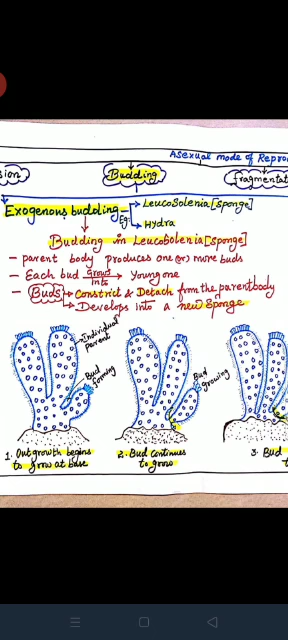 Asexual mode of Repro
sion
Budding
fragmentat
Exogenous budding
Eg:
Leucosolenia [sponge]
Hydra
Budding in Leucosolenia [sponge]
- parent body produces one (or) more buds
- Each bud grows into → Young one
- Buds → Constrict & Detach from the parent body
→ Develops into a new sponge
Individual parent
Bud forming
Bud growing
1. Outgrowth begins
to grow at base
2. Bud continues
to grow
3. Bud
t